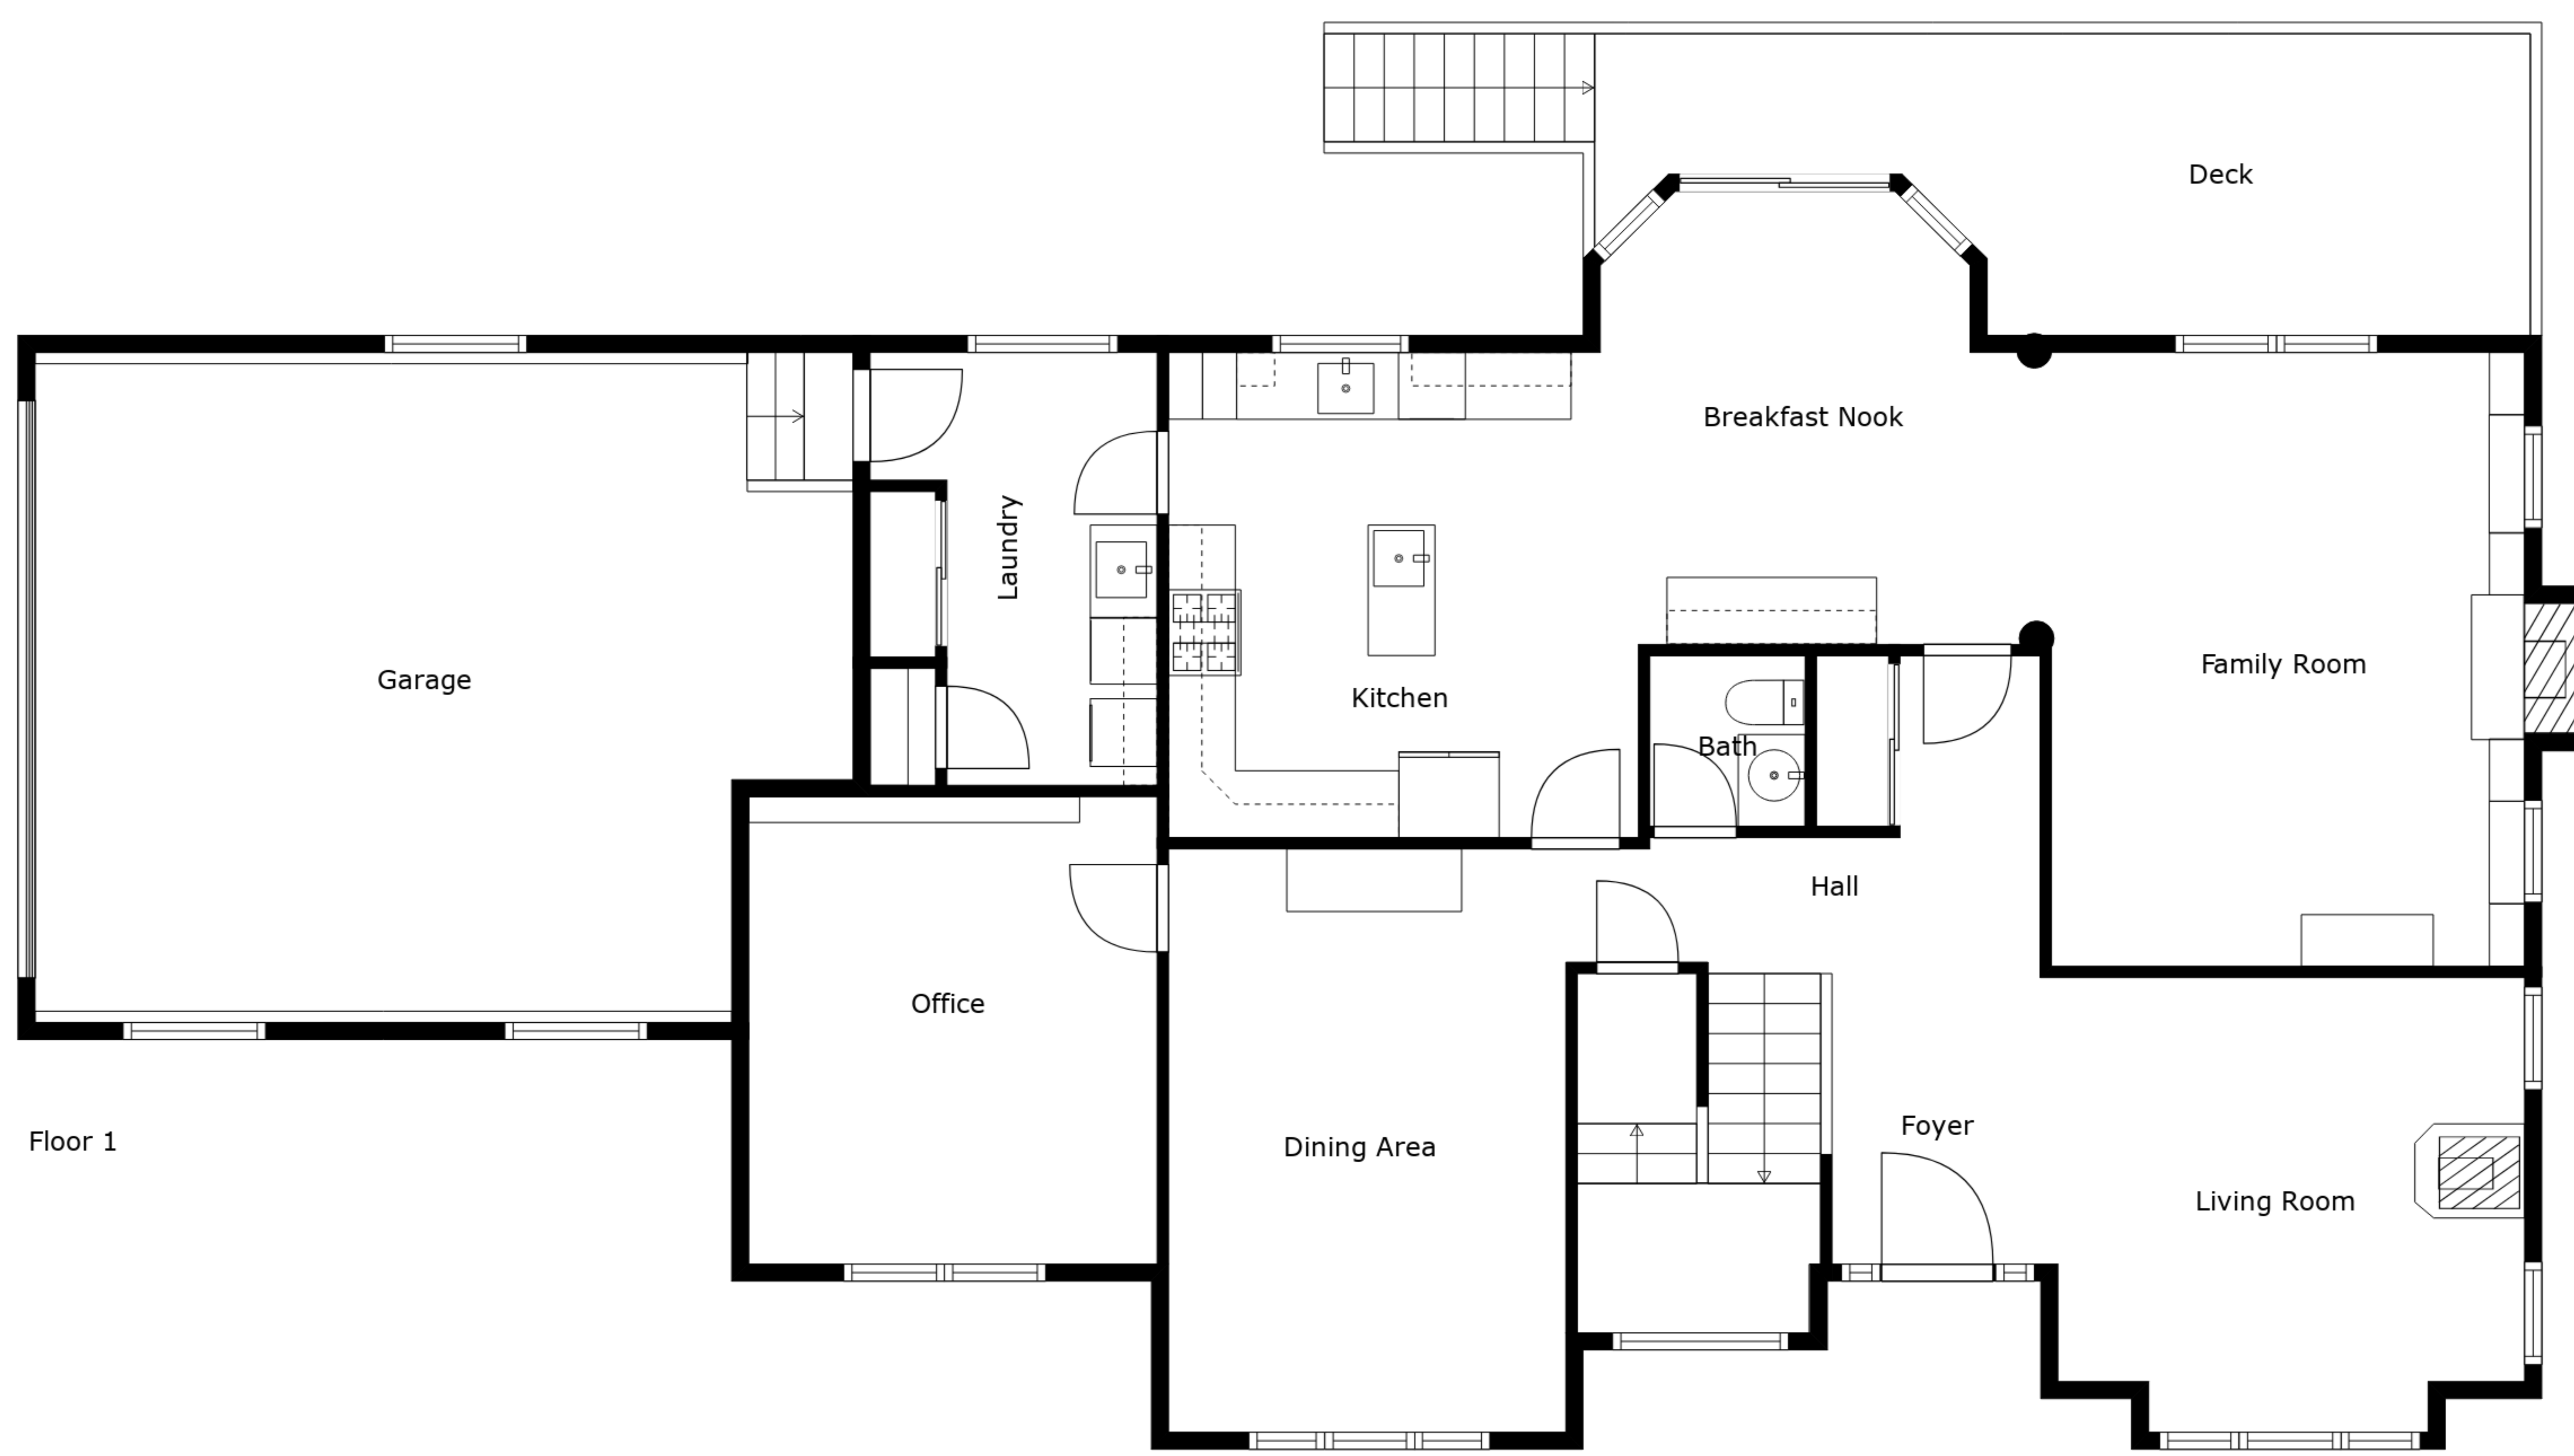 Deck
Breakfast Nook
Laundry
Garage
Kitchen
Family Room
Bath
Hall
Office
Foyer
Floor 1
Dining Area
Living Room